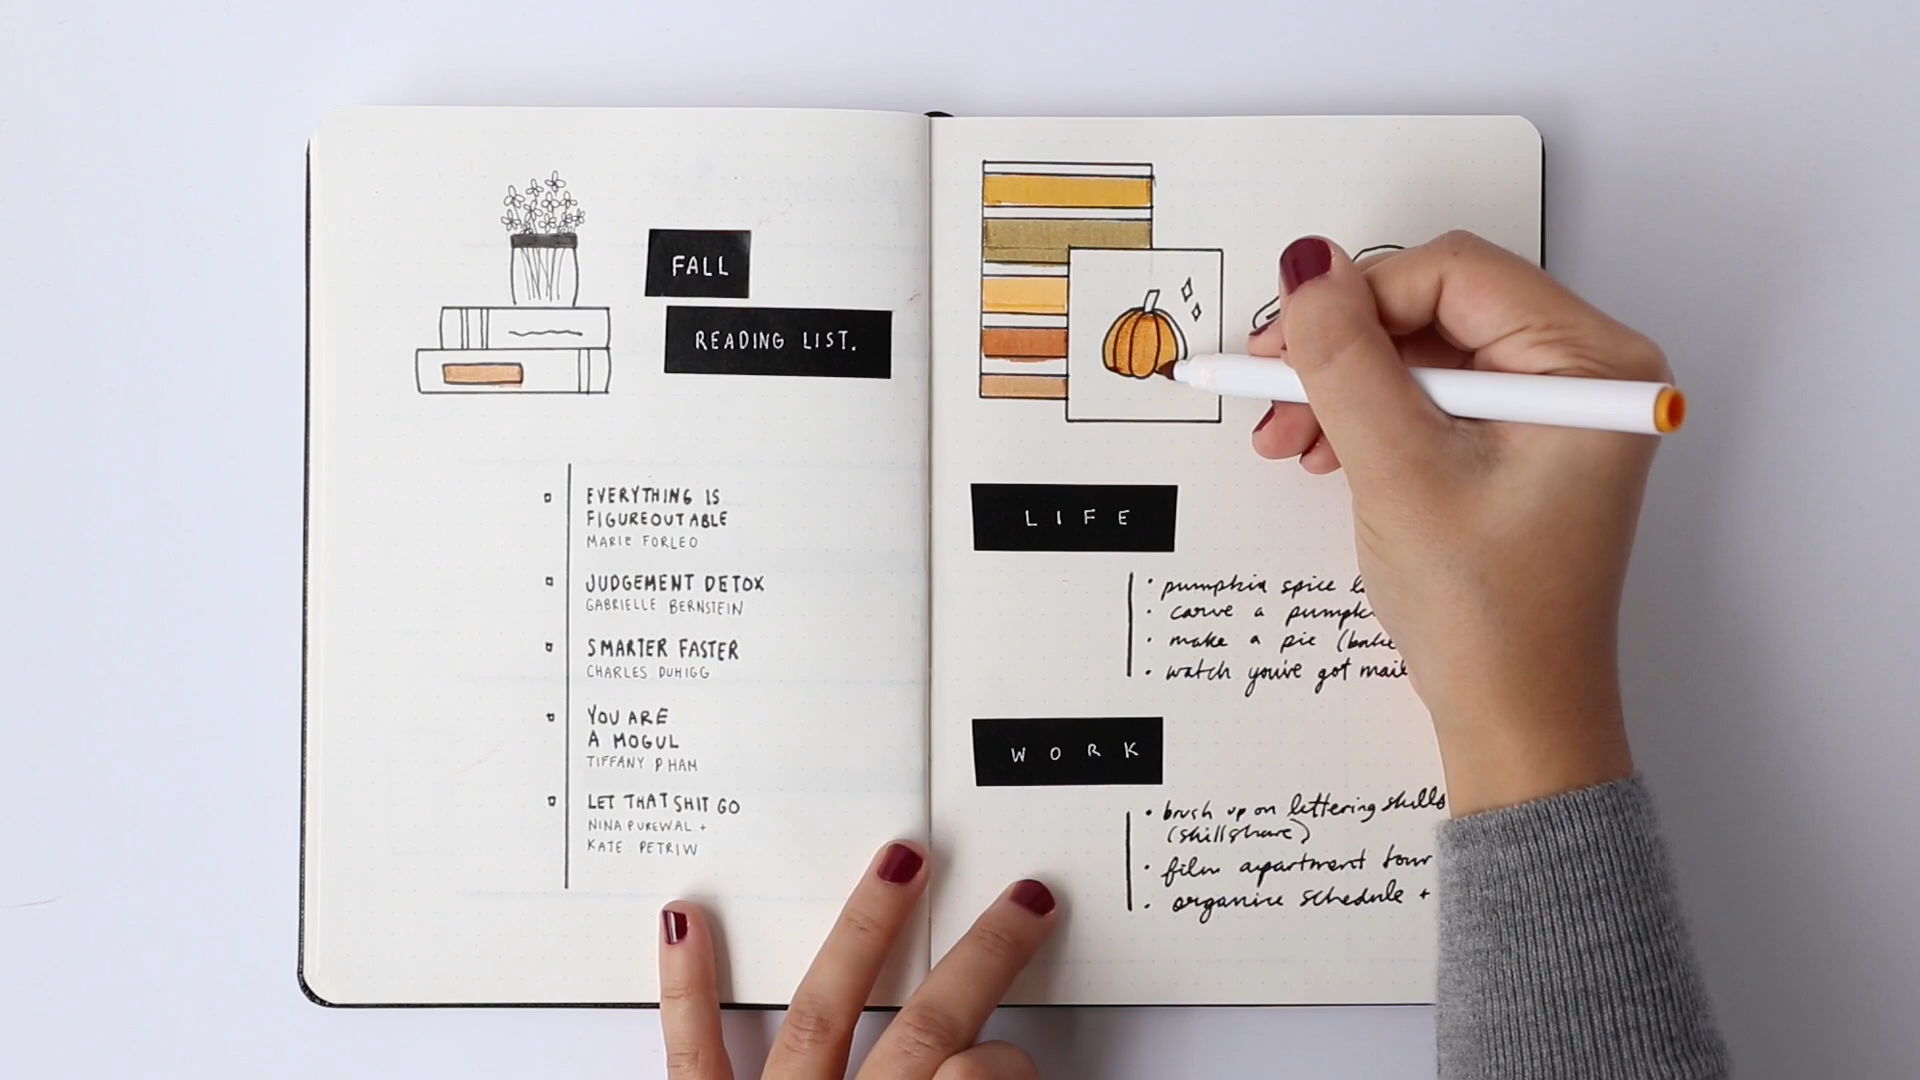 FALL
READING LIST.
EVERYTHING IS
FIGUREOUTABLE
MARIE FORLEO
JUDGEMENT DETOX
GABRIELLE BERNSTEIN
SMARTER FASTER
CHARLES DUHIGG
YOU ARE
A MOGUL
TIFFANY PHAM
LET THAT SHIT GO
NINA PUREWAL +
KATE PETRIW
LIFE
• pumpkin spice
• carve a
• make a pie
• watch you've got mail
WORK
• brush up on lettering skills
(skillshare)
• film apartment tour
• organize schedule +